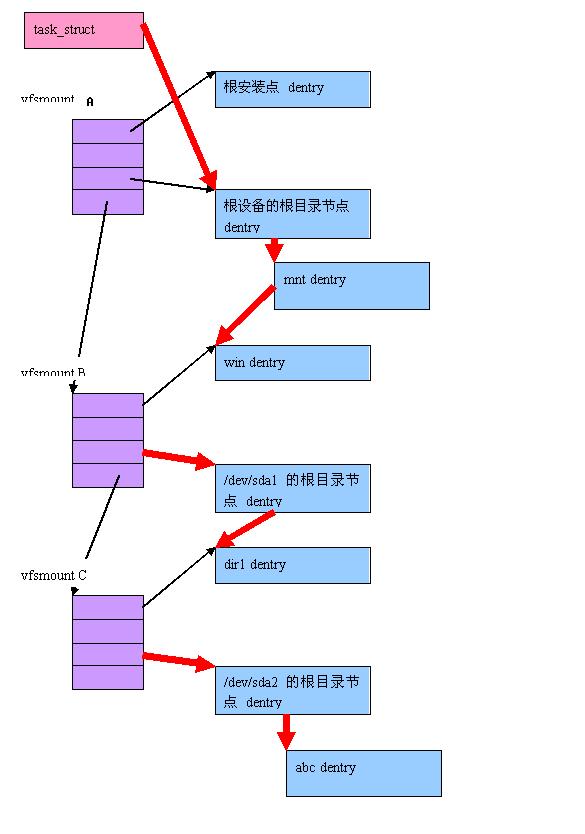 task_struct
根安装点 dentry
vfsmount A
根设备的根目录节点
dentry
mnt dentry
win dentry
vfsmount B
/dev/sda1 的根目录节
点 dentry
dir1 dentry
vfsmount C
/dev/sda2 的根目录节
点 dentry
abc dentry